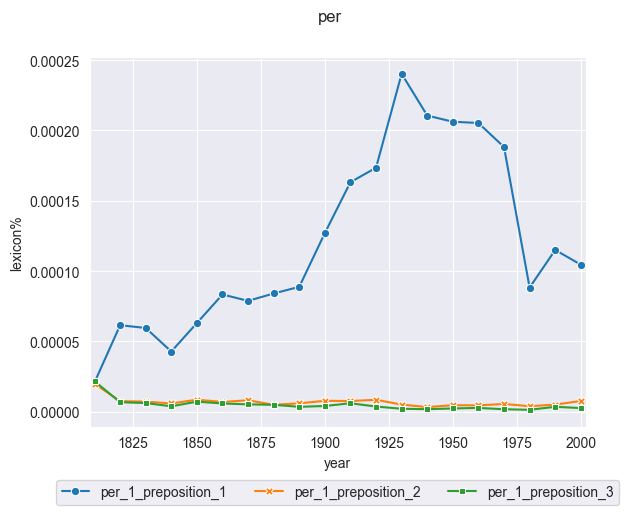 per
0.00025
0.00020
0.00015
0.00010
0.00005
0.00000
lexicon%
1825 1850 1875 1900 1925 1950 1975 2000
year
per_1_preposition_1 per_1_preposition_2 per_1_preposition_3